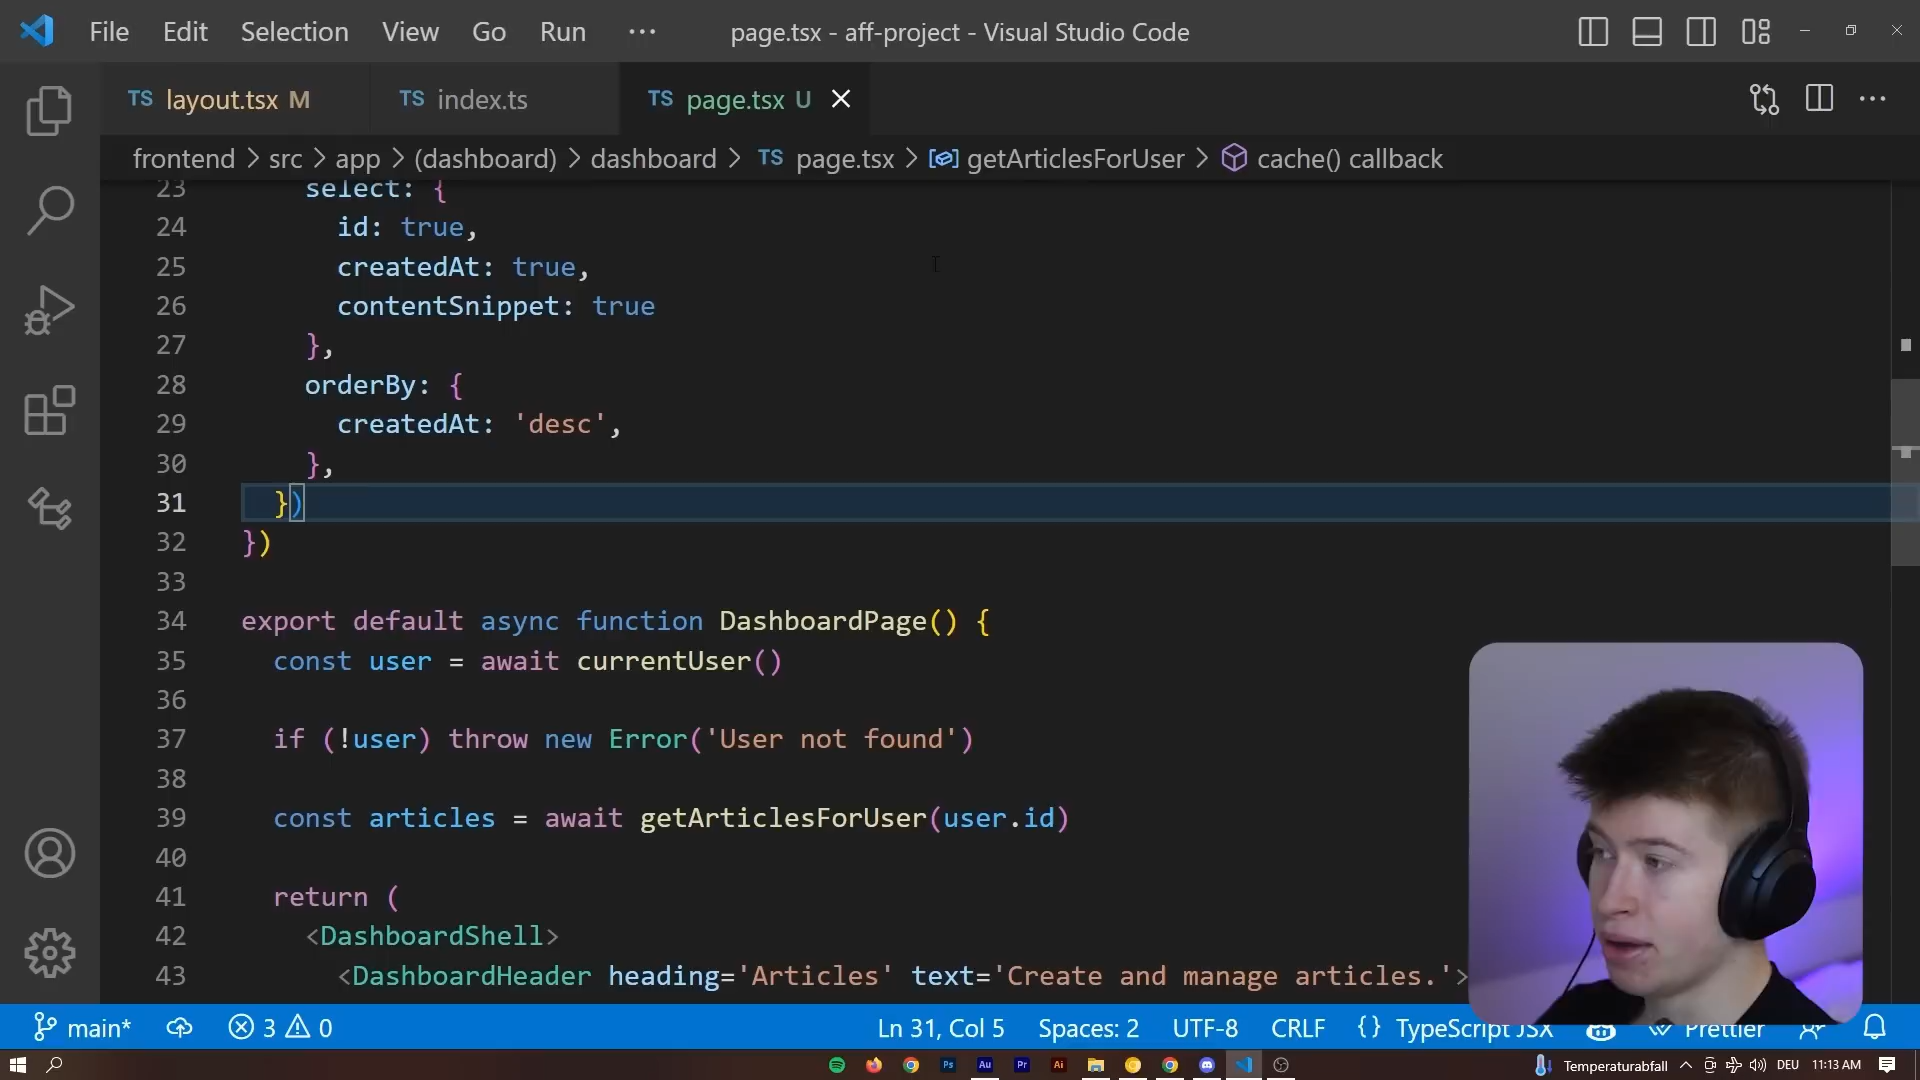 File Edit Selection View Go Run ··· page.tsx - aff-project - Visual Studio Code
TS layout.tsx M TS index.ts TS page.tsx U
frontend > src > app > (dashboard) > dashboard > TS page.tsx > getArticlesForUser > cache() callback
23 select: {
24 id: true,
25 createdAt: true,
26 contentSnippet: true
27 },
28 orderBy: {
29 createdAt: 'desc',
30 },
31 })
32 })
33
34 export default async function DashboardPage() {
35 const user = await currentUser()
36
37 if (!user) throw new Error('User not found')
38
39 const articles = await getArticlesForUser(user.id)
40
41 return (
42 <DashboardShell>
43 <DashboardHeader heading='Articles' text='Create and manage articles.'>
main* 3 0 Ln 31, Col 5 Spaces: 2 UTF-8 CRLF {} TypeScript JSX Prettier
Ps Au Pr Ai Temperaturabfall DEU 11:13 AM